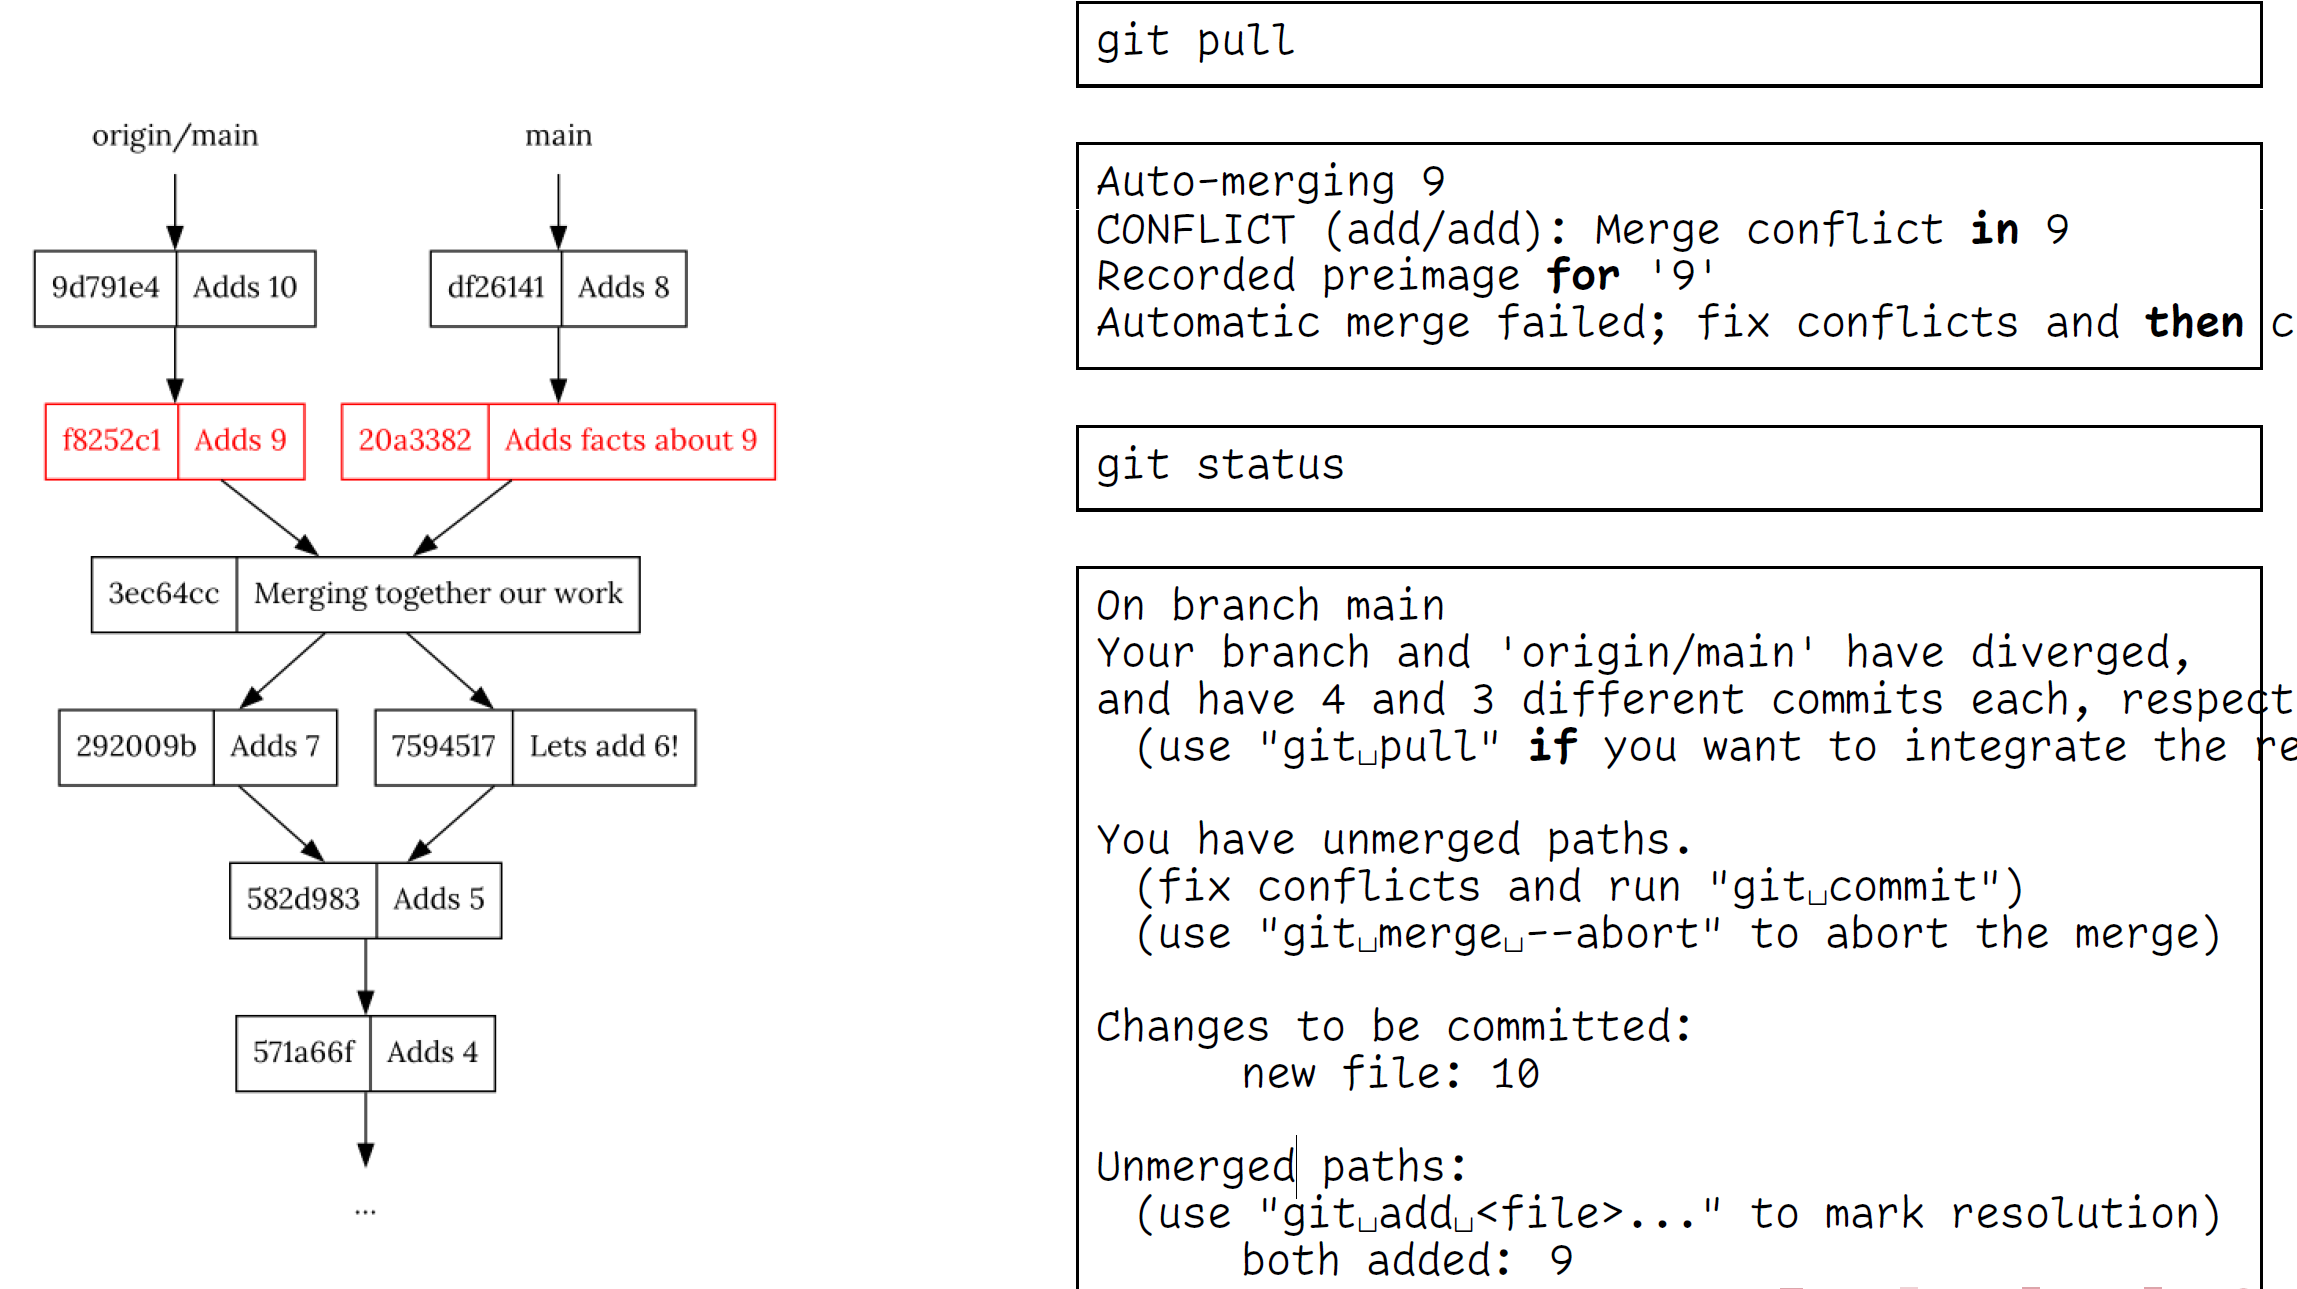 origin/main
main
9d791e4 Adds 10
df26141 Adds 8
f8252c1 Adds 9
20a3382 Adds facts about 9
3ec64cc Merging together our work
292009b Adds 7
7594517 Lets add 6!
582d983 Adds 5
571a66f Adds 4
...
git pull
Auto-merging 9
CONFLICT (add/add): Merge conflict in 9
Recorded preimage for '9'
Automatic merge failed; fix conflicts and then c
git status
On branch main
Your branch and 'origin/main' have diverged,
and have 4 and 3 different commits each, respect
(use "git␣pull" if you want to integrate the re
You have unmerged paths.
(fix conflicts and run "git␣commit")
(use "git␣merge␣--abort" to abort the merge)
Changes to be committed:
new file: 10
Unmerged paths:
(use "git␣add␣<file>..." to mark resolution)
both added: 9